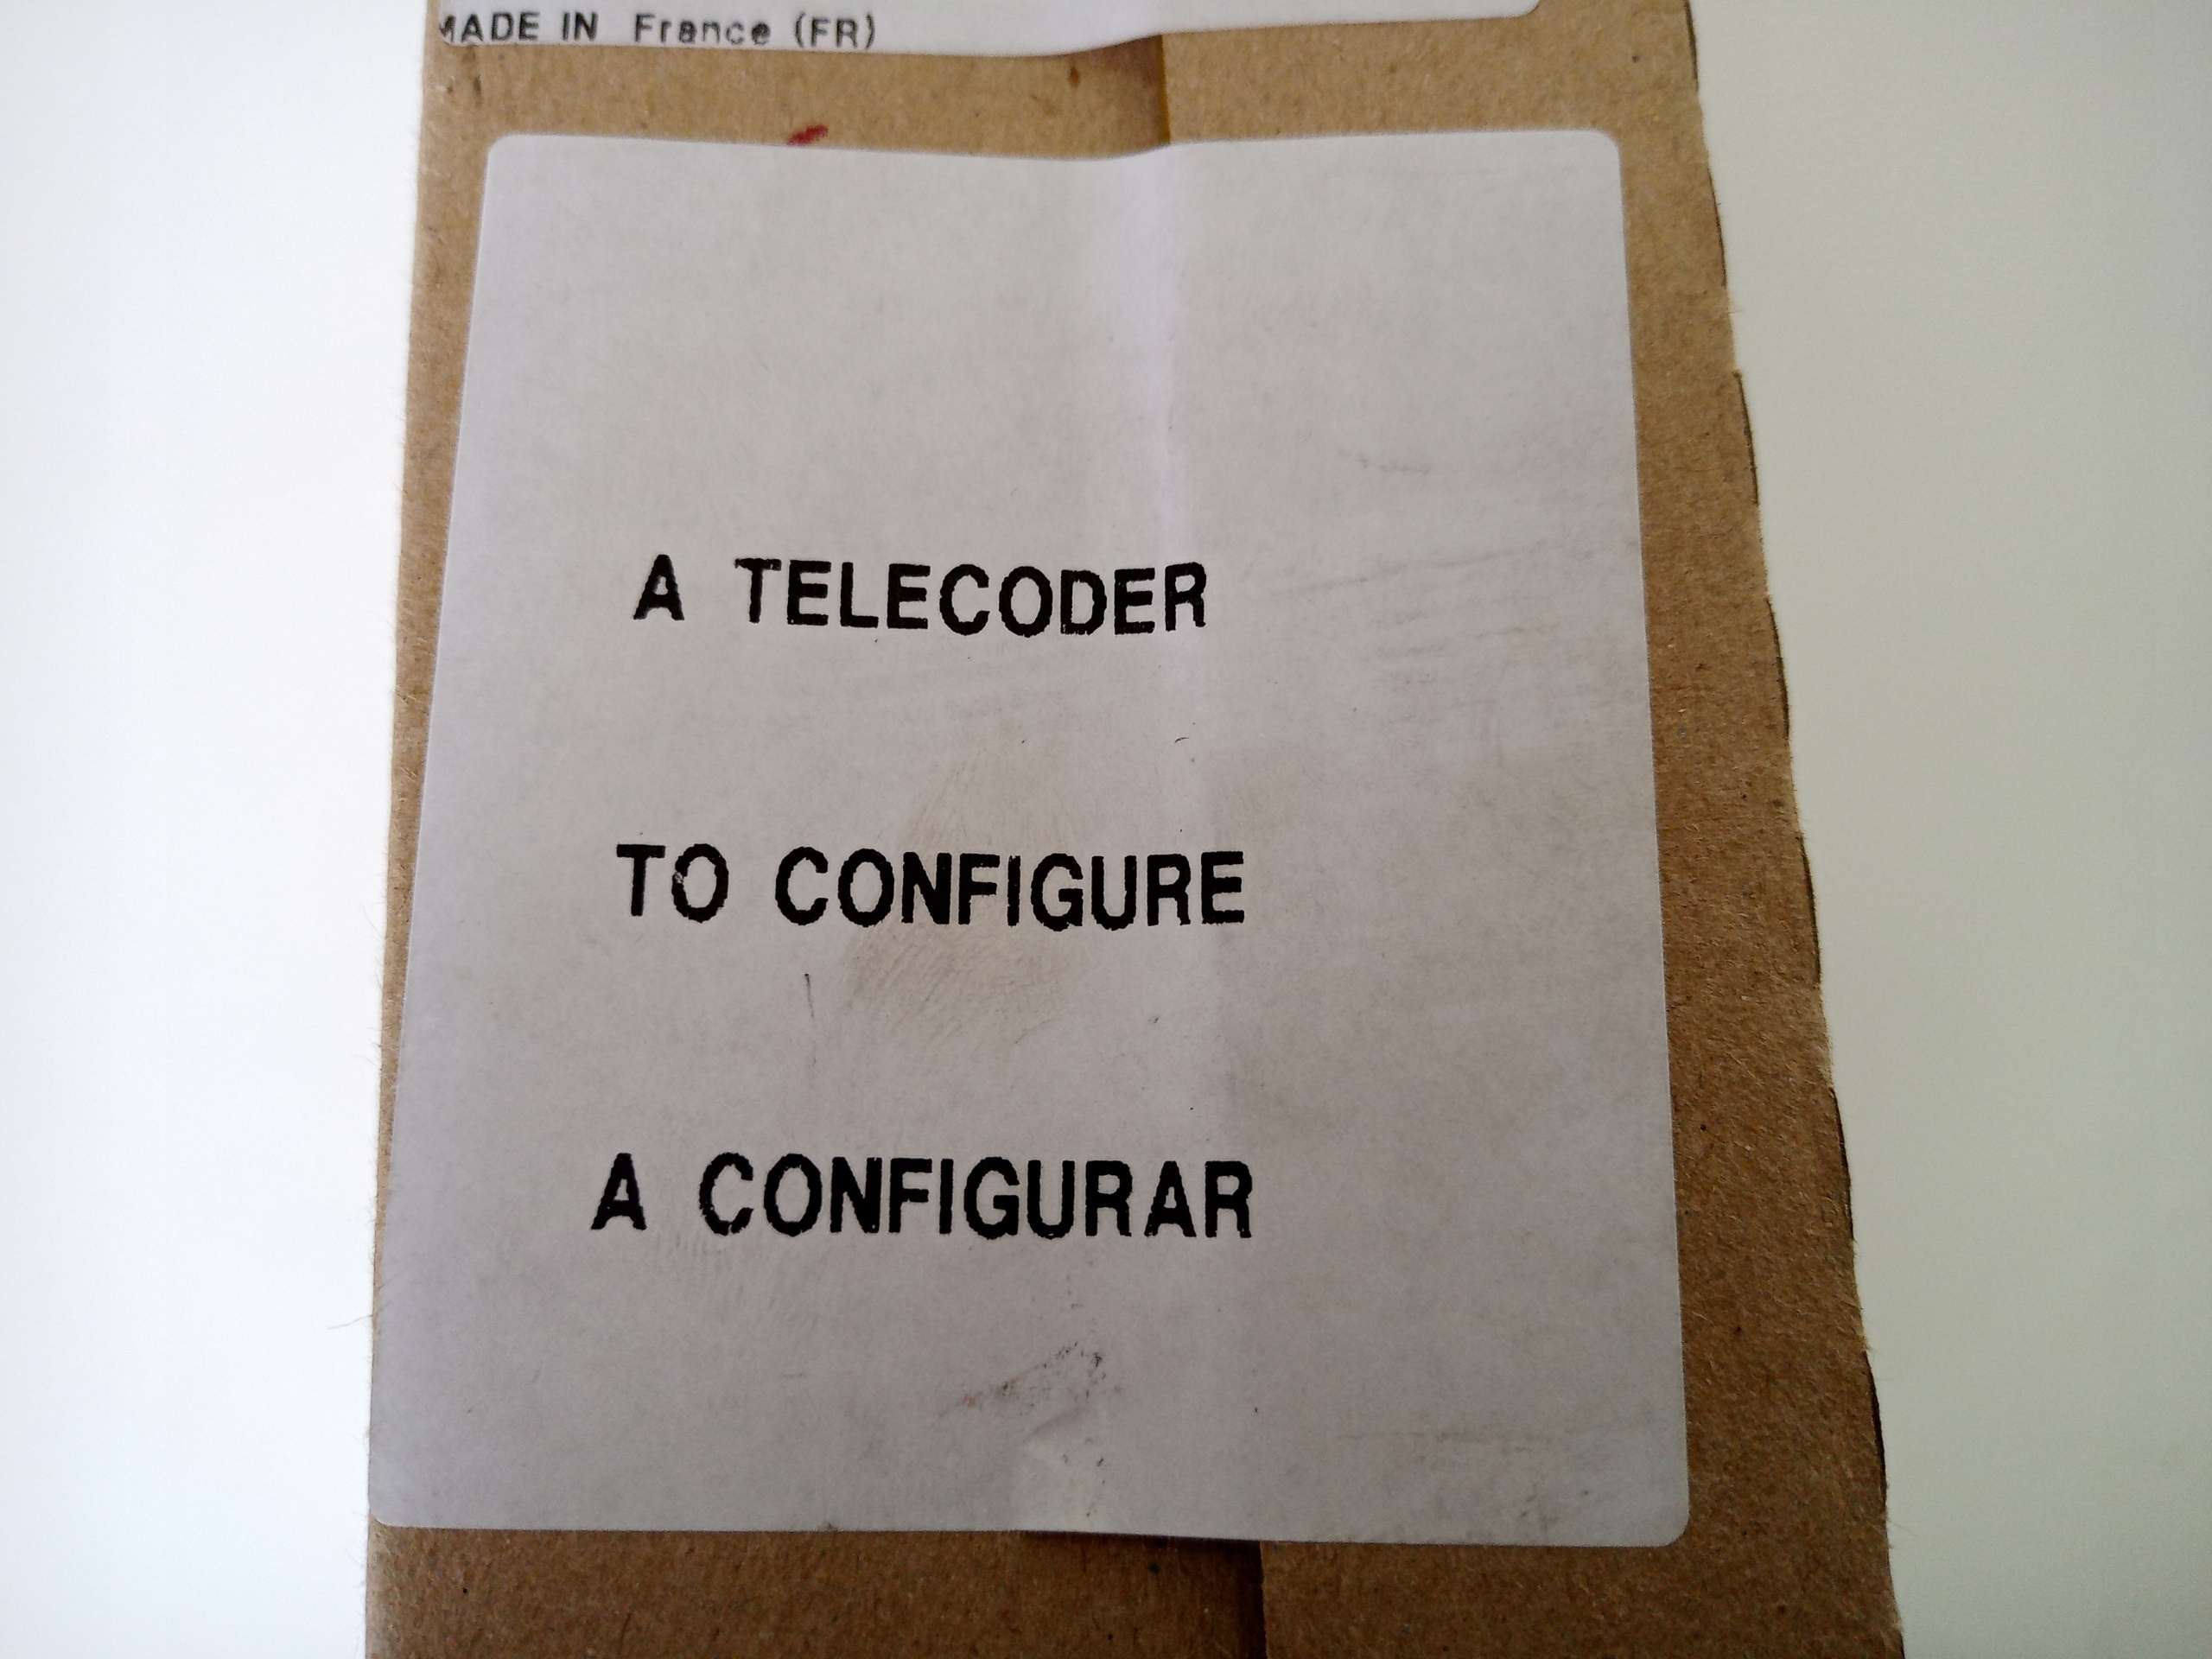 MADE IN France (FR)
A TELECODER
TO CONFIGURE
A CONFIGURAR